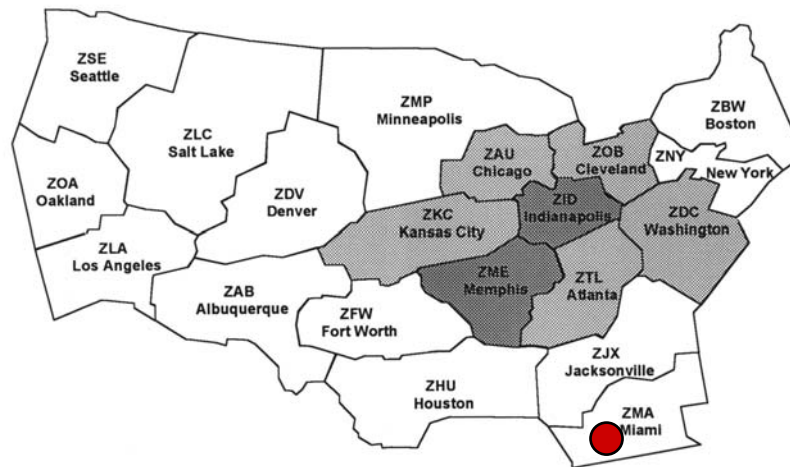 ZSE
Seattle
ZMP
Minneapolis
ZBW
Boston
ZLC
Salt Lake
ZAU
Chicago
ZOB
Cleveland
ZNY
New York
ZOA
Oakland
ZDV
Denver
ZKC
Kansas City
ZID
Indianapolis
ZDC
Washington
ZLA
Los Angeles
ZAB
Albuquerque
ZME
Memphis
ZTL
Atlanta
ZFW
Fort Worth
ZJX
Jacksonville
ZHU
Houston
ZMA
Miami